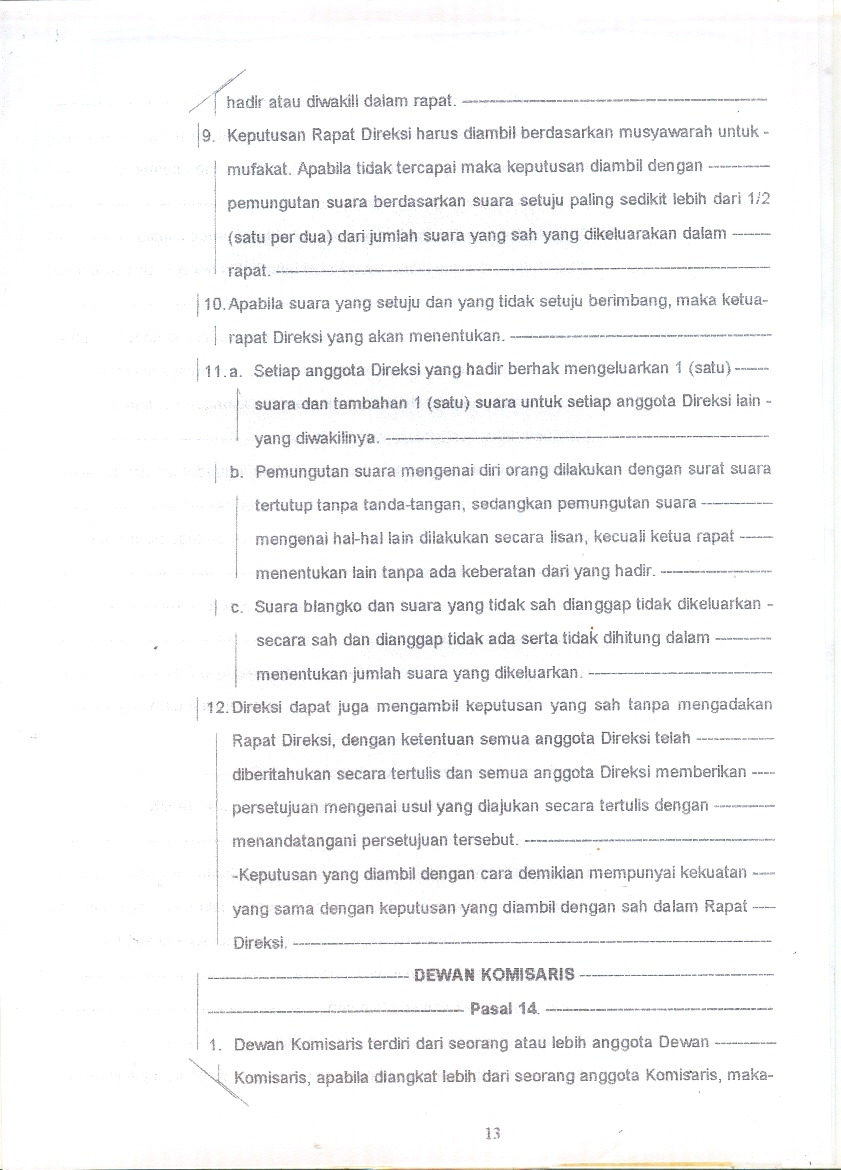 hadir atau diwakili dalam rapat. ----------
9. Keputusan Rapat Direksi harus diambil berdasarkan musyawarah untuk -
mufakat. Apabila tidak tercapai maka keputusan diambil dengan ----------
pemungutan suara berdasarkan suara setuju paling sedikit lebih dari 1/2
(satu per dua) dari jumlah suara yang sah yang dikeluarakan dalam ------
rapat. ----------
10. Apabila suara yang setuju dan yang tidak setuju berimbang, maka ketua-
rapat Direksi yang akan menentukan. ----------
11. a. Setiap anggota Direksi yang hadir berhak mengeluarkan 1 (satu) ------
suara dan tambahan 1 (satu) suara untuk setiap anggota Direksi lain -
yang diwakilinya. ----------
b. Pemungutan suara mengenai diri orang dilakukan dengan surat suara
tertutup tanpa tanda-tangan, sedangkan pemungutan suara ----------
mengenai hal-hal lain dilakukan secara lisan, kecuali ketua rapat -----
menentukan lain tanpa ada keberatan dari yang hadir. ----------
c. Suara blangko dan suara yang tidak sah dianggap tidak dikeluarkan -
secara sah dan dianggap tidak ada serta tidak dihitung dalam ---------
menentukan jumlah suara yang dikeluarkan. ----------
12. Direksi dapat juga mengambil keputusan yang sah tanpa mengadakan
Rapat Direksi, dengan ketentuan semua anggota Direksi telah ----------
diberitahukan secara tertulis dan semua anggota Direksi memberikan ----
persetujuan mengenai usul yang diajukan secara tertulis dengan ---------
menandatangani persetujuan tersebut. ----------
-Keputusan yang diambil dengan cara demikian mempunyai kekuatan ----
yang sama dengan keputusan yang diambil dengan sah dalam Rapat ----
Direksi. ----------
---------- DEWAN KOMISARIS ----------
---------- Pasal 14. ----------
1. Dewan Komisaris terdiri dari seorang atau lebih anggota Dewan ----------
Komisaris, apabila diangkat lebih dari seorang anggota Komisaris, maka-
13